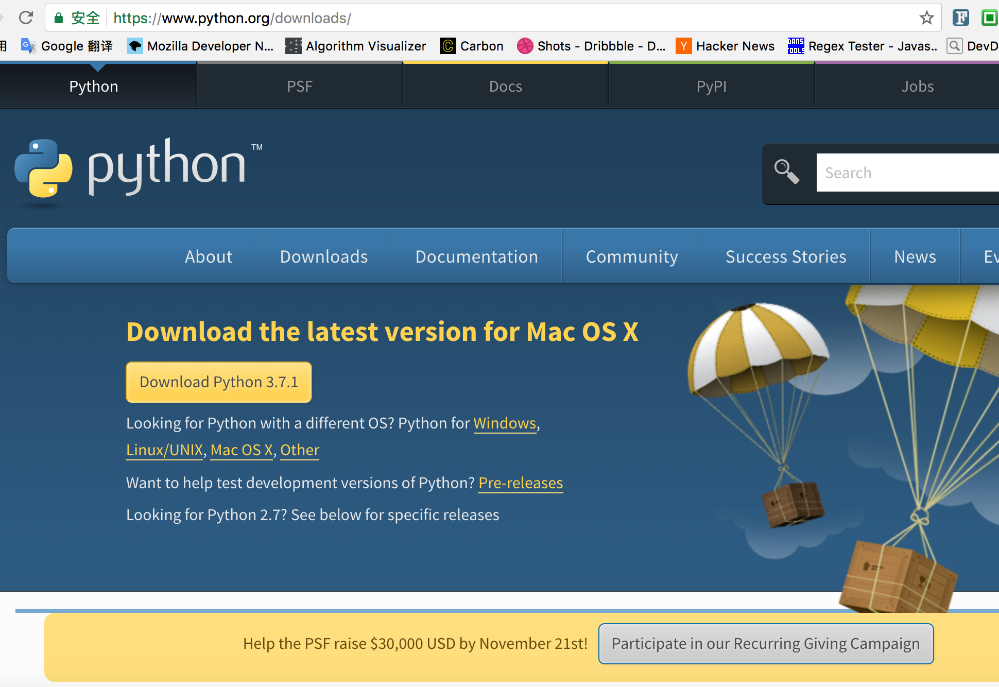 安全 https://www.python.org/downloads/
用 Google 翻译 Mozilla Developer N... Algorithm Visualizer Carbon Shots - Dribbble - D... Hacker News Regex Tester - Javas... DevD
Python PSF Docs PyPI Jobs
python TM
Search
About Downloads Documentation Community Success Stories News Ev
Download the latest version for Mac OS X
Download Python 3.7.1
Looking for Python with a different OS? Python for Windows,
Linux/UNIX, Mac OS X, Other
Want to help test development versions of Python? Pre-releases
Looking for Python 2.7? See below for specific releases
Help the PSF raise $30,000 USD by November 21st! Participate in our Recurring Giving Campaign